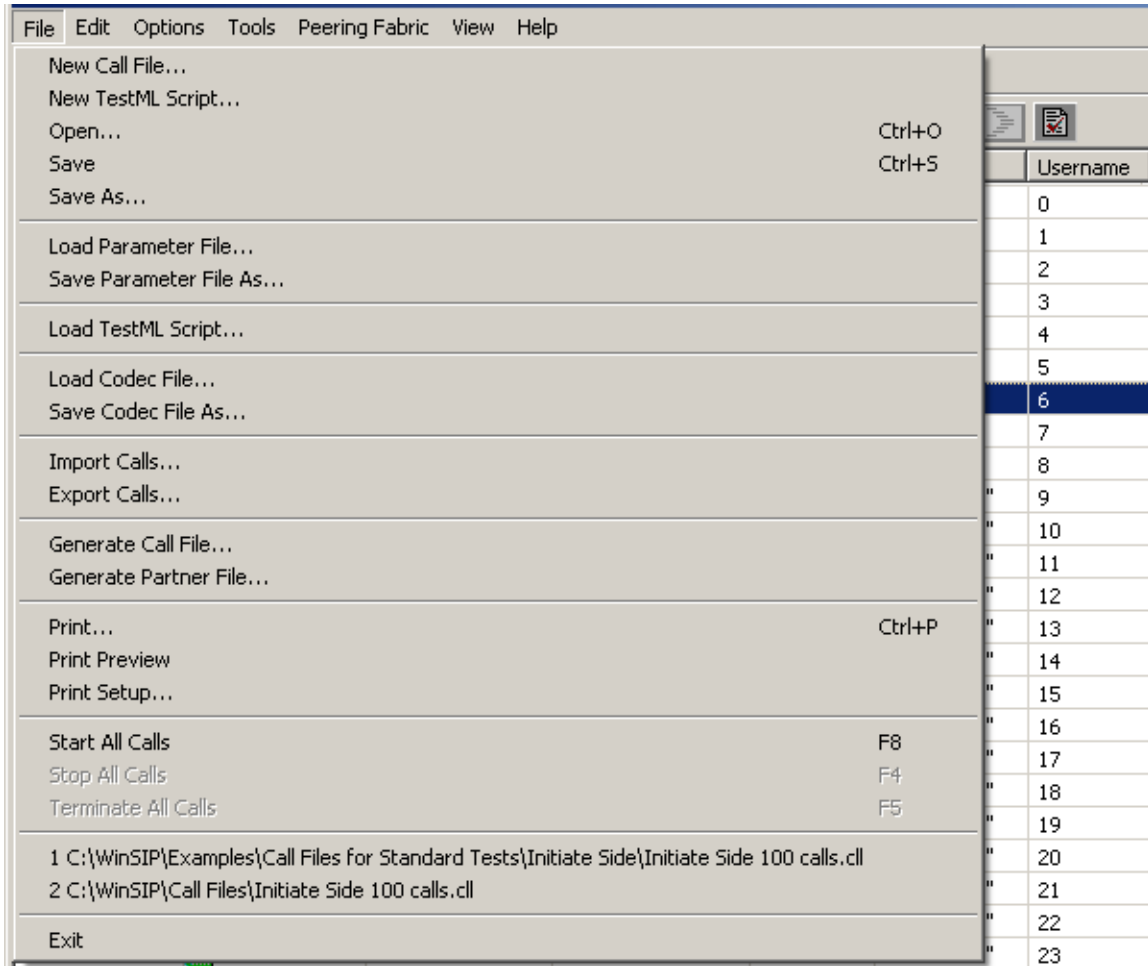 File Edit Options Tools Peering Fabric View Help
New Call File...
New TestML Script...
Open... Ctrl+O
Save Ctrl+S
Save As...
Load Parameter File...
Save Parameter File As...
Load TestML Script...
Load Codec File...
Save Codec File As...
Import Calls...
Export Calls...
Generate Call File...
Generate Partner File...
Print... Ctrl+P
Print Preview
Print Setup...
Start All Calls F8
Stop All Calls F4
Terminate All Calls F5
1 C:\WinSIP\Examples\Call Files for Standard Tests\Initiate Side\Initiate Side 100 calls.cll
2 C:\WinSIP\Call Files\Initiate Side 100 calls.cll
Exit
Username
0
1
2
3
4
5
6
7
8
" 9
" 10
" 11
" 12
" 13
" 14
" 15
" 16
" 17
" 18
" 19
" 20
" 21
" 22
" 23